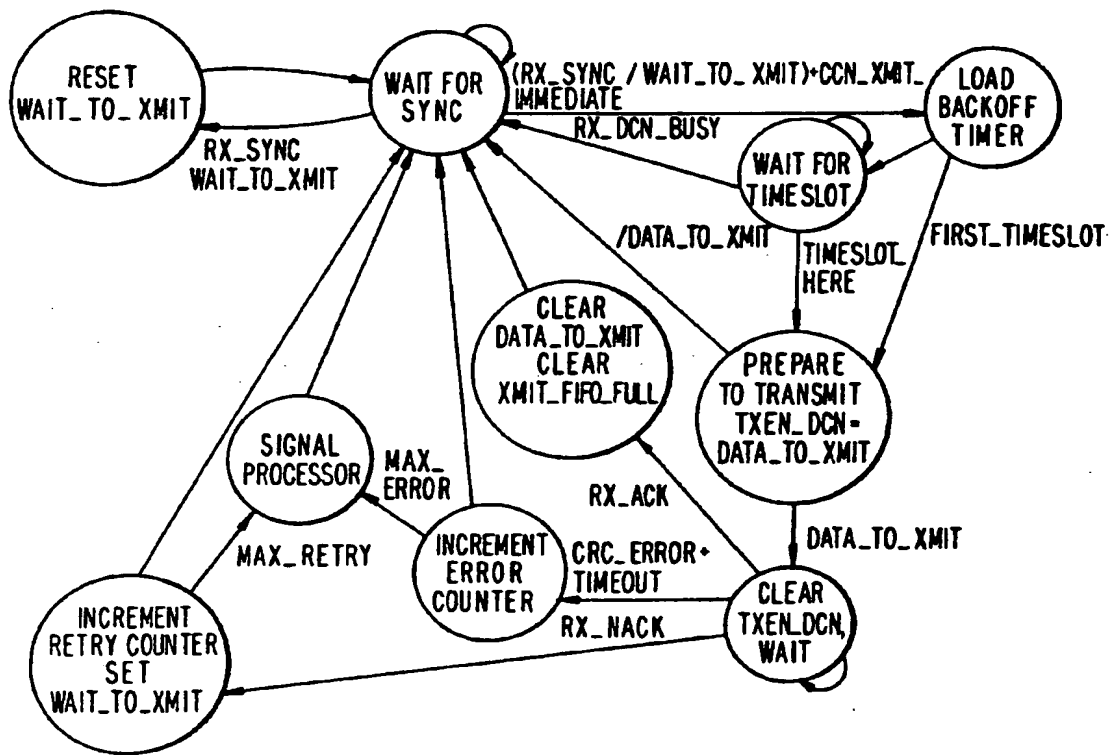 RESET
WAIT_TO_XMIT
WAIT FOR
SYNC
(RX_SYNC / WAIT_TO_XMIT)+CCN_XMIT_
IMMEDIATE
LOAD
BACKOFF
TIMER
RX_DCN_BUSY
RX_SYNC
WAIT_TO_XMIT
WAIT FOR
TIMESLOT
/DATA_TO_XMIT
TIMESLOT_
HERE
FIRST_TIMESLOT
CLEAR
DATA_TO_XMIT
CLEAR
XMIT_FIFO_FULL
PREPARE
TO TRANSMIT
TXEN_DCN=
DATA_TO_XMIT
SIGNAL
PROCESSOR
MAX_
ERROR
RX_ACK
DATA_TO_XMIT
MAX_RETRY
INCREMENT
ERROR
COUNTER
CRC_ERROR+
TIMEOUT
CLEAR
TXEN_DCN,
WAIT
RX_NACK
INCREMENT
RETRY COUNTER
SET
WAIT_TO_XMIT